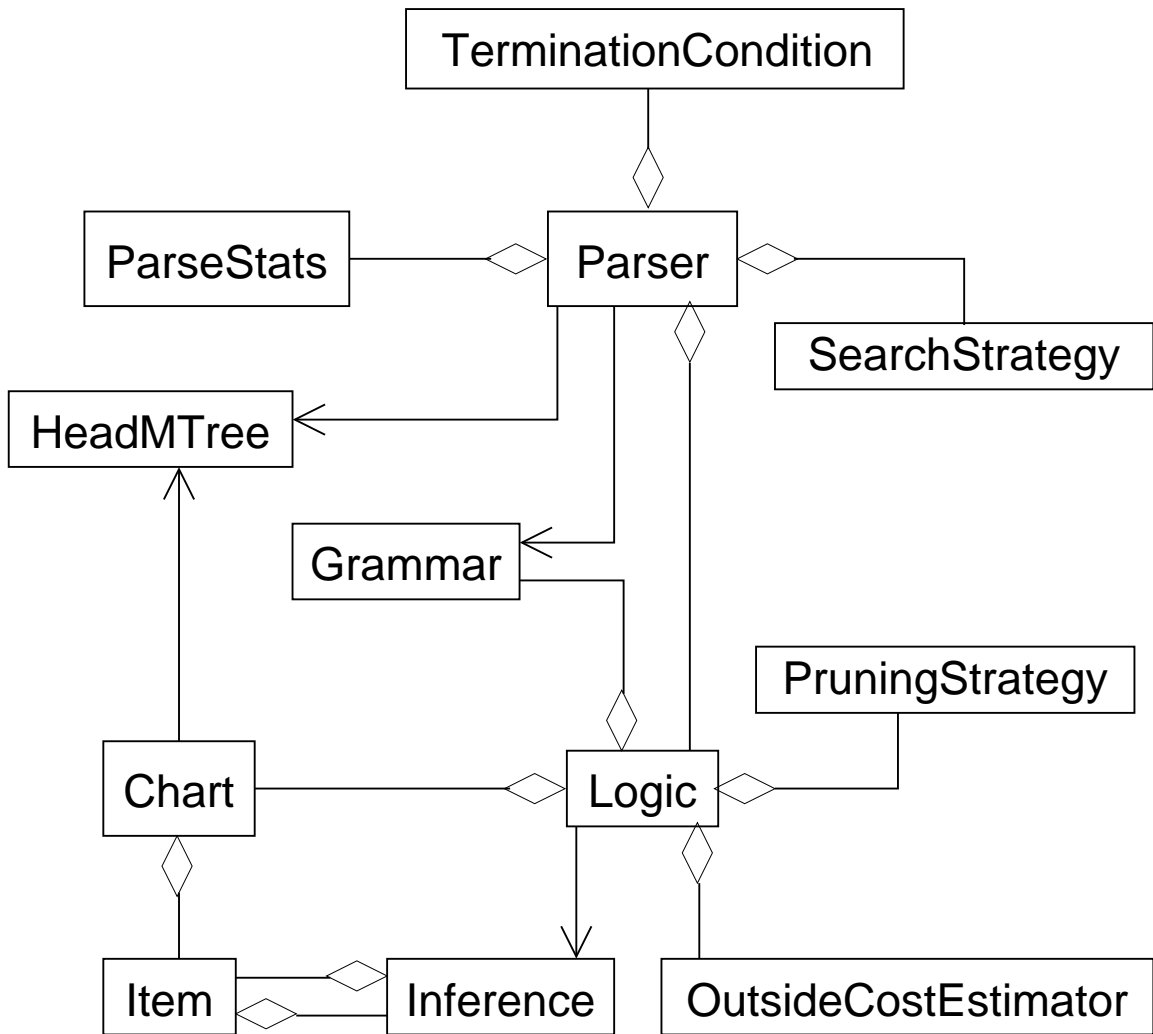 TerminationCondition
ParseStats
Parser
SearchStrategy
HeadMTree
Grammar
PruningStrategy
Chart
Logic
Item
Inference
OutsideCostEstimator